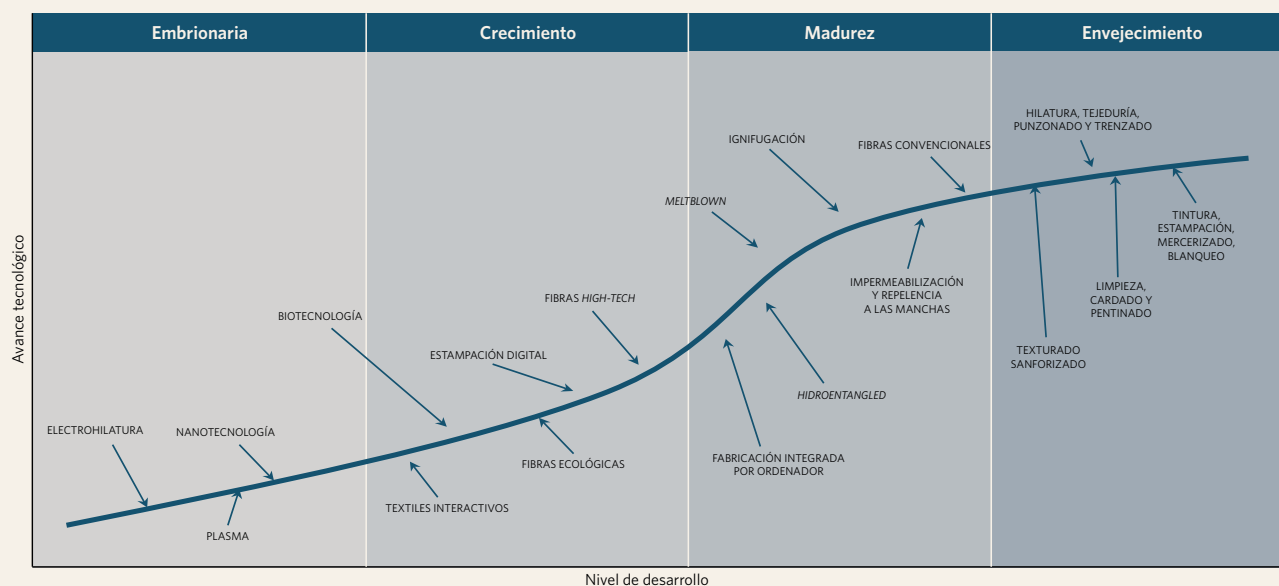 Embrionaria
Crecimiento
Madurez
Envejecimiento
Avance tecnológico
ELECTROHILATURA
NANOTECNOLOGÍA
PLASMA
BIOTECNOLOGÍA
TEXTILES INTERACTIVOS
ESTAMPACIÓN DIGITAL
FIBRAS ECOLÓGICAS
FIBRAS HIGH-TECH
MELTBLOWN
FABRICACIÓN INTEGRADA
POR ORDENADOR
HIDROENTANGLED
IGNIFUGACIÓN
IMPERMEABILIZACIÓN
Y REPELENCIA
A LAS MANCHAS
FIBRAS CONVENCIONALES
TEXTURADO
SANFORIZADO
HILATURA, TEJEDURÍA,
PUNZONADO Y TRENZADO
LIMPIEZA,
CARDADO Y
PENTINADO
TINTURA,
ESTAMPACIÓN,
MERCERIZADO,
BLANQUEO
Nivel de desarrollo